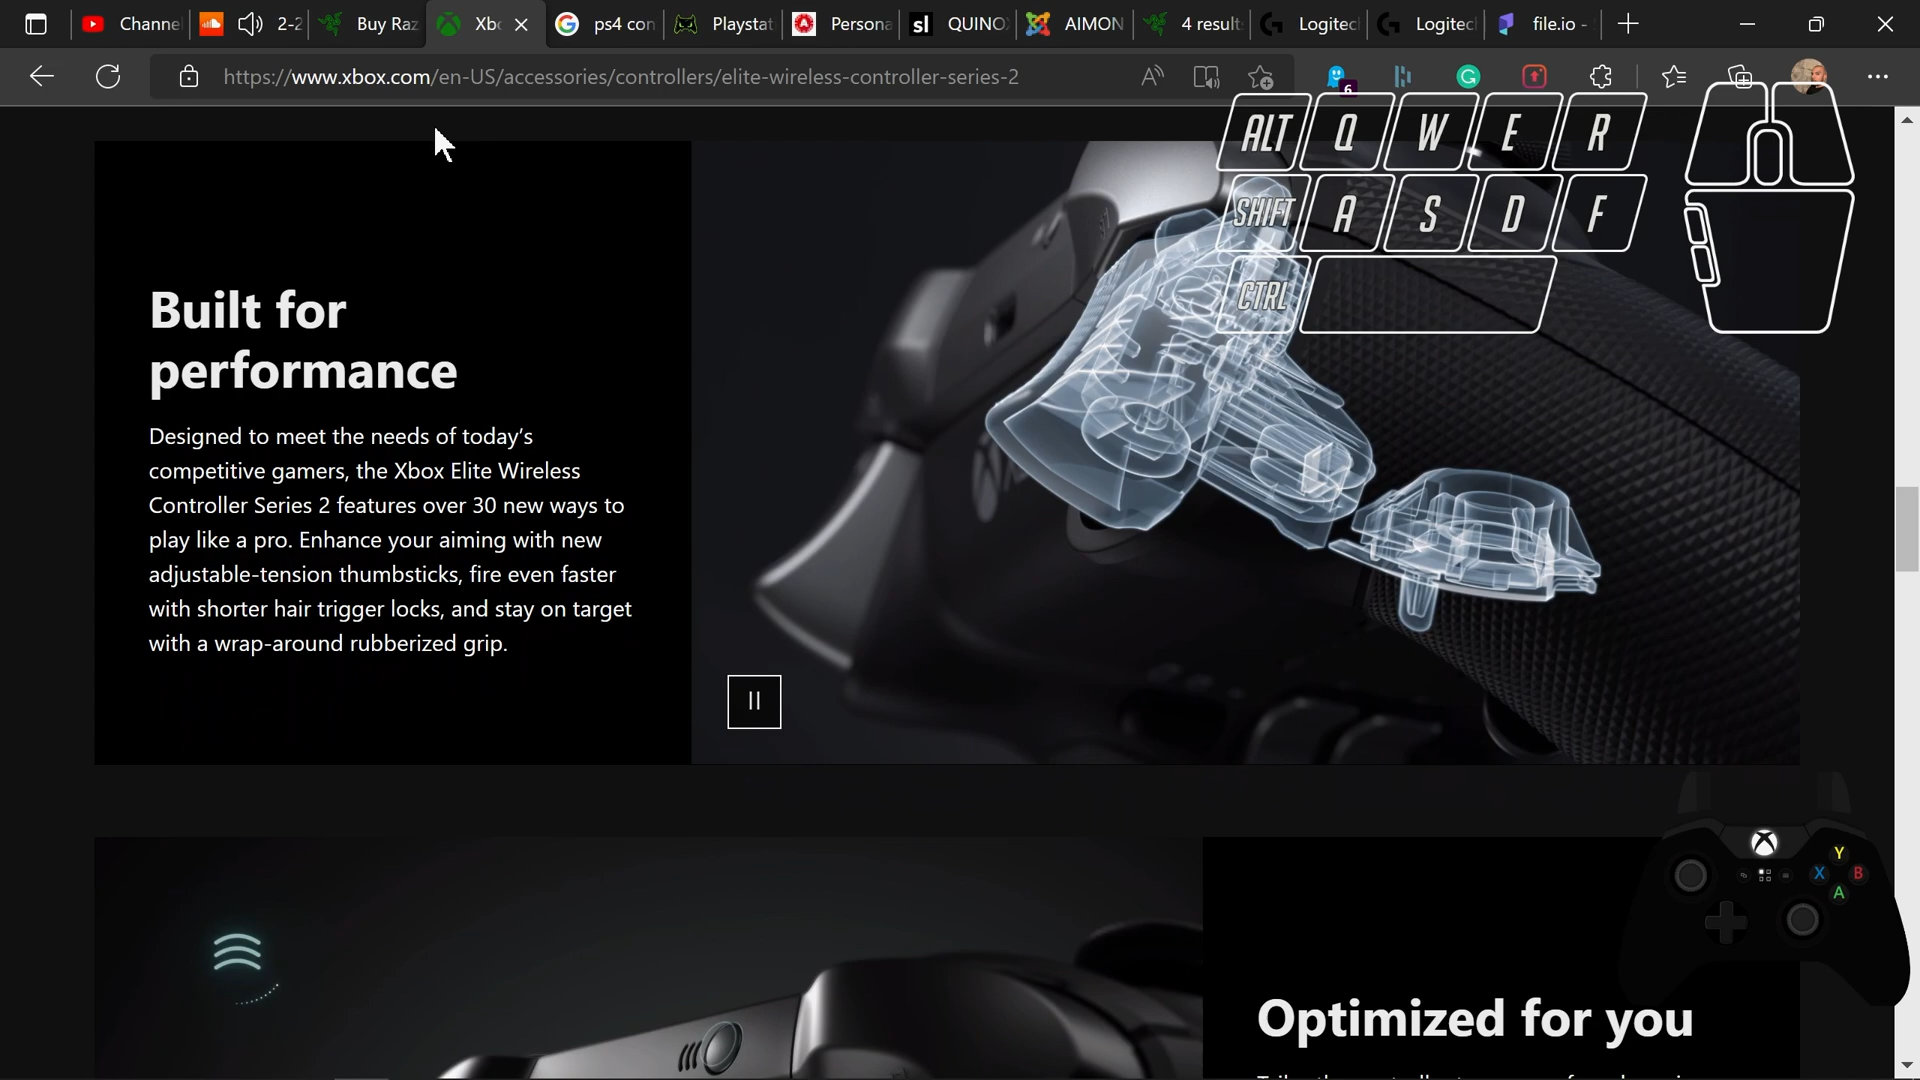 Channel
2-2
Buy Raz
Xbo
ps4 con
Playstat
Persona
sl QUINO
AIMON
4 result
Logitec
Logitec
file.io -
https://www.xbox.com/en-US/accessories/controllers/elite-wireless-controller-series-2
6
ALT Q W E R
SHIFT A S D F
CTRL
Built for
performance
Designed to meet the needs of today’s
competitive gamers, the Xbox Elite Wireless
Controller Series 2 features over 30 new ways to
play like a pro. Enhance your aiming with new
adjustable-tension thumbsticks, fire even faster
with shorter hair trigger locks, and stay on target
with a wrap-around rubberized grip.
Y
X B
A
Optimized for you